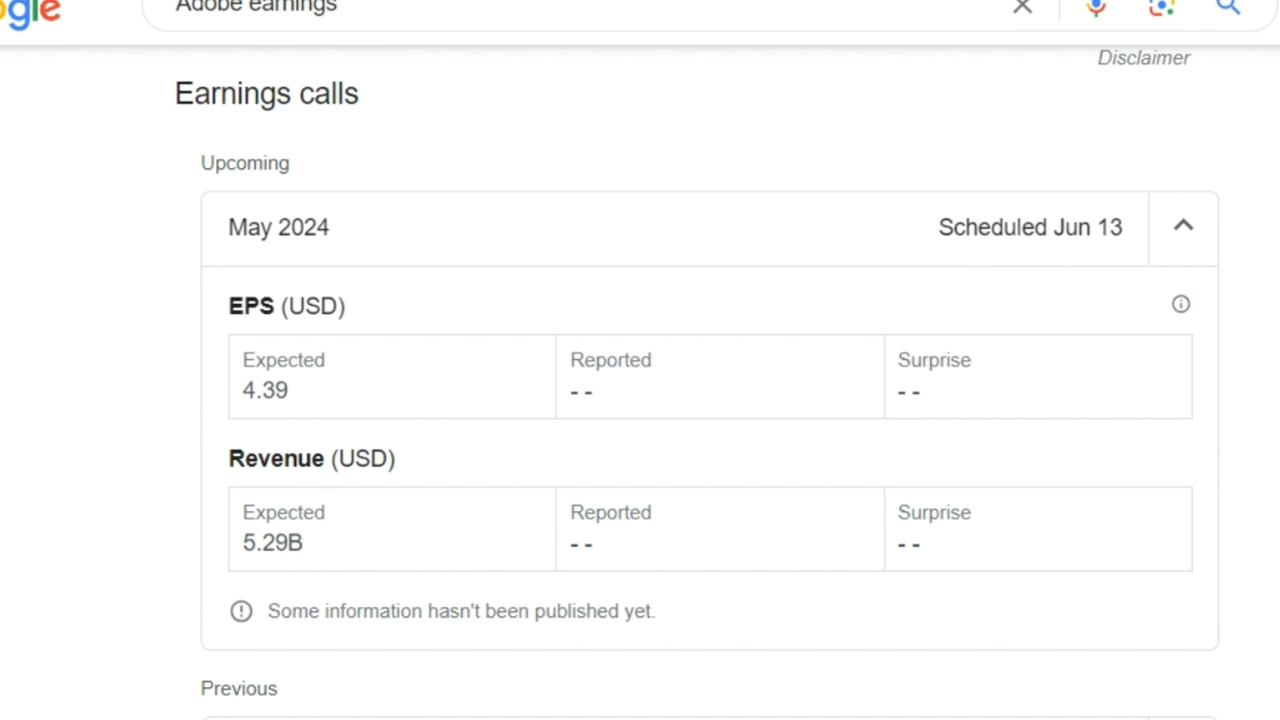 ogle Adobe earnings
Disclaimer
Earnings calls
Upcoming
May 2024 Scheduled Jun 13
EPS (USD)
Expected Reported Surprise
4.39 - - - -
Revenue (USD)
Expected Reported Surprise
5.29B - - - -
Some information hasn't been published yet.
Previous